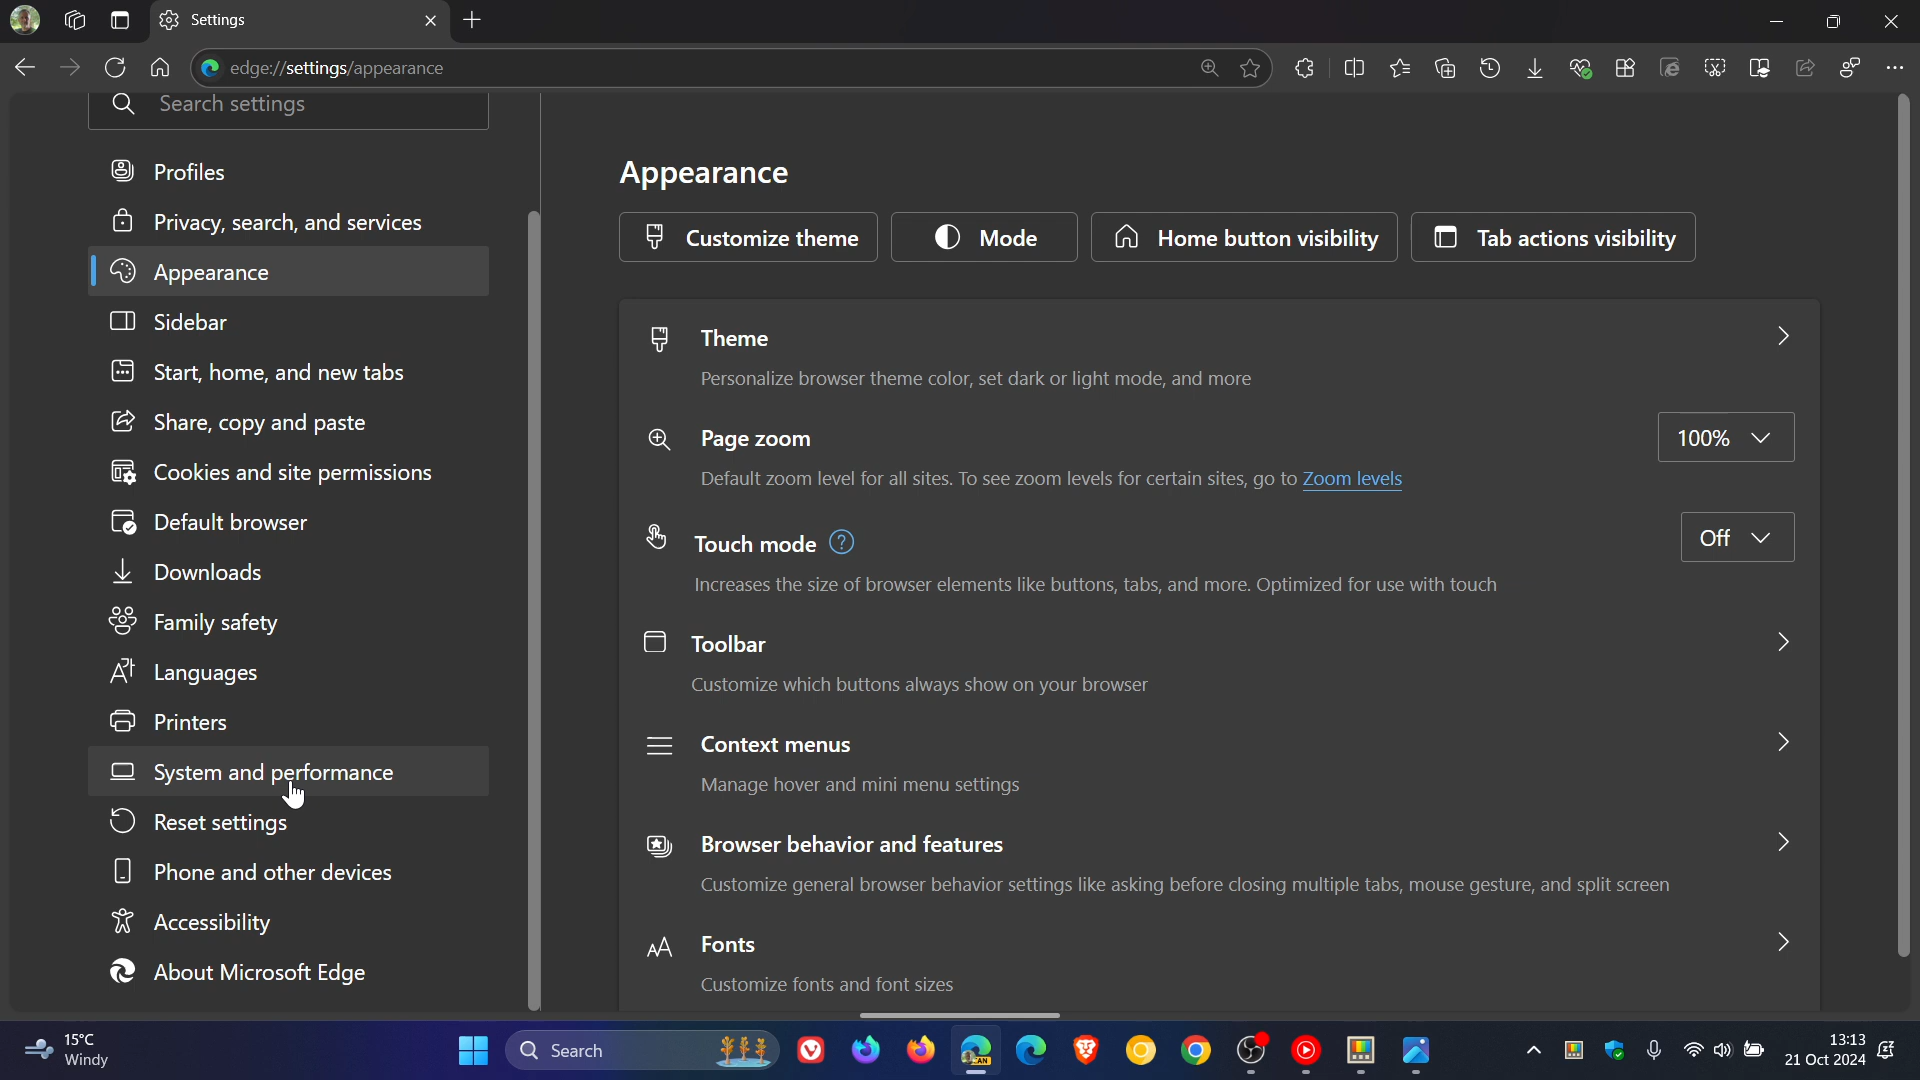 Settings
edge://settings/appearance
Search settings
Profiles
Privacy, search, and services
Appearance
Sidebar
Start, home, and new tabs
Share, copy and paste
Cookies and site permissions
Default browser
Downloads
Family safety
Languages
Printers
System and performance
Reset settings
Phone and other devices
Accessibility
About Microsoft Edge
Appearance
Customize theme
Mode
Home button visibility
Tab actions visibility
Theme
Personalize browser theme color, set dark or light mode, and more
Page zoom
100%
Default zoom level for all sites. To see zoom levels for certain sites, go to Zoom levels
Touch mode
Off
Increases the size of browser elements like buttons, tabs, and more. Optimized for use with touch
Toolbar
Customize which buttons always show on your browser
Context menus
Manage hover and mini menu settings
Browser behavior and features
Customize general browser behavior settings like asking before closing multiple tabs, mouse gesture, and split screen
Fonts
Customize fonts and font sizes
15°C
Windy
Search
CAN
13:13
21 Oct 2024